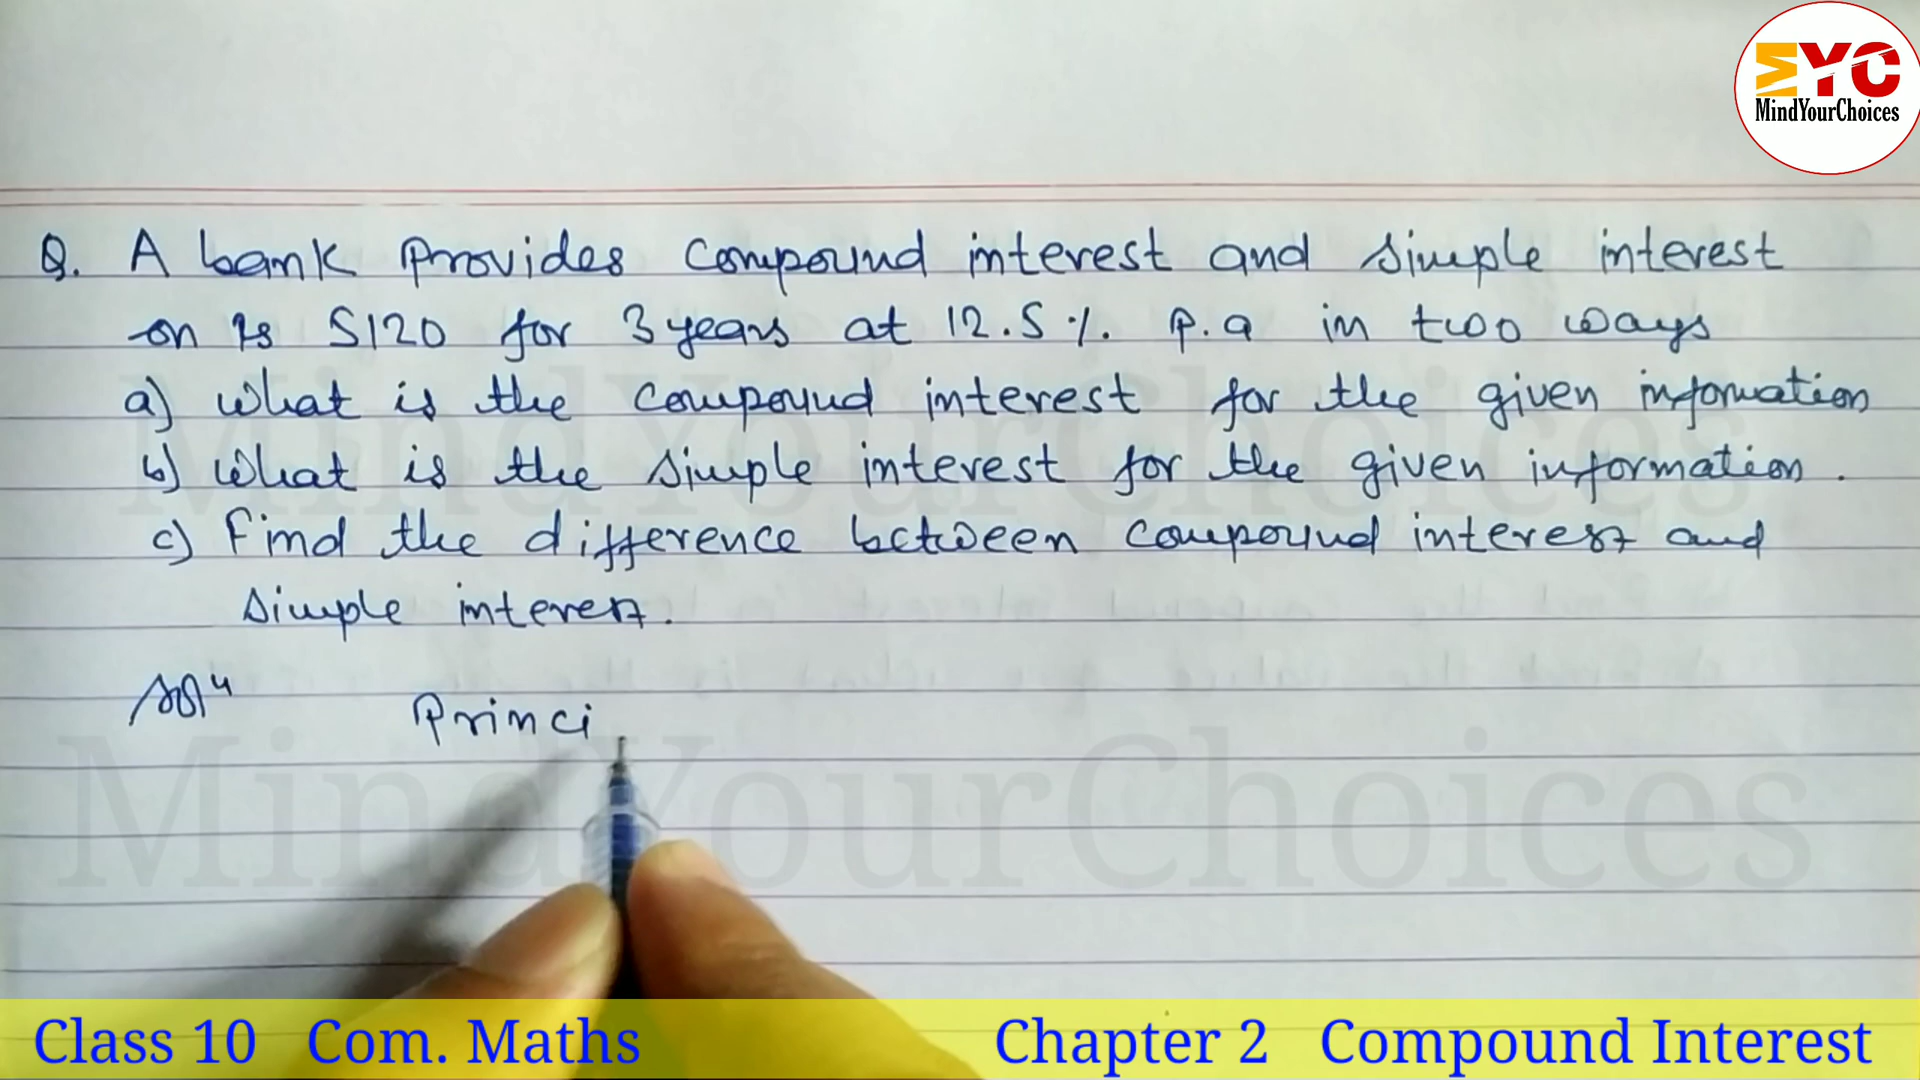 MYC
MindYourChoices
Q. A bank provides compound interest and simple interest
on Rs 5120 for 3 years at 12.5 %. P.a in two ways
a) What is the compound interest for the given information
b) What is the simple interest for the given information.
c) Find the difference between compound interest and
simple interest.
Solⁿ Princi
MindYourChoices
MindYourChoices
Class 10 Com. Maths Chapter 2 Compound Interest